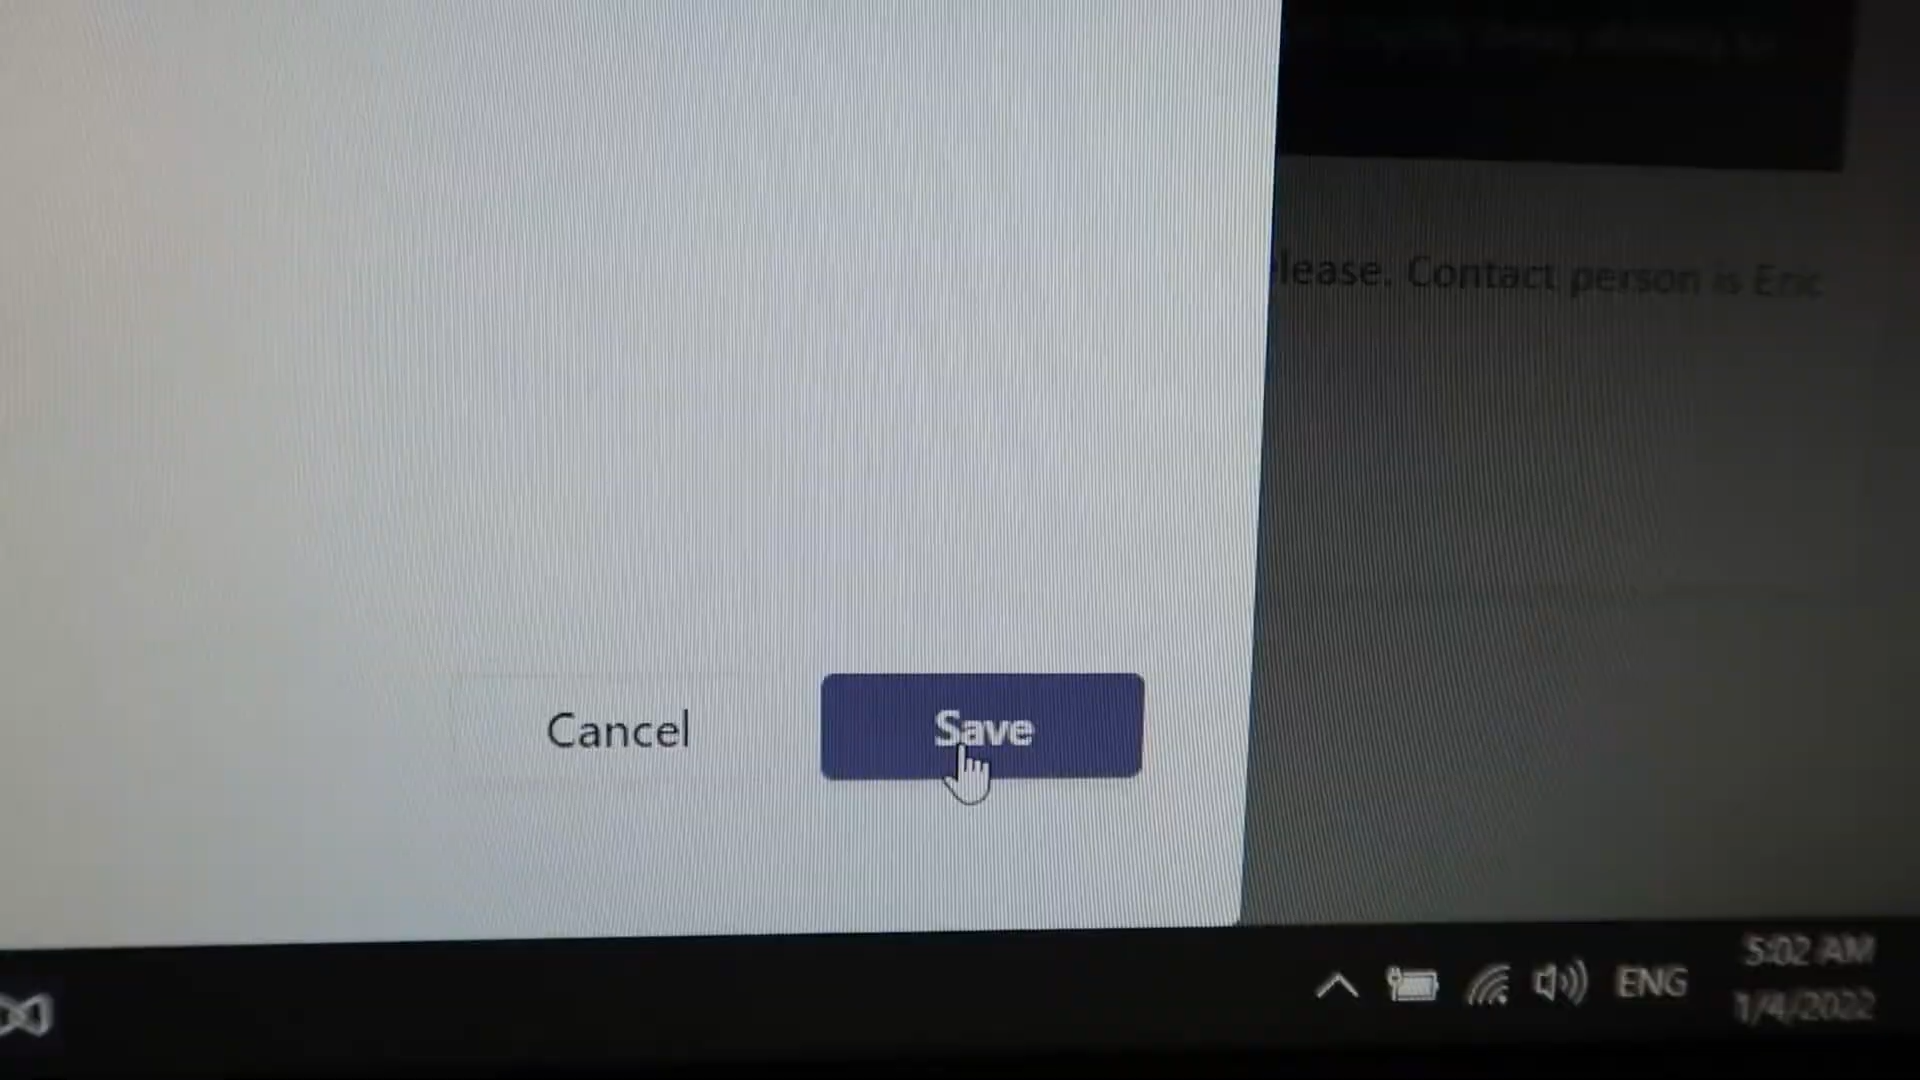 lease. Contact person is Eric
Cancel
Save
ENG
5:02 AM
1/4/2022